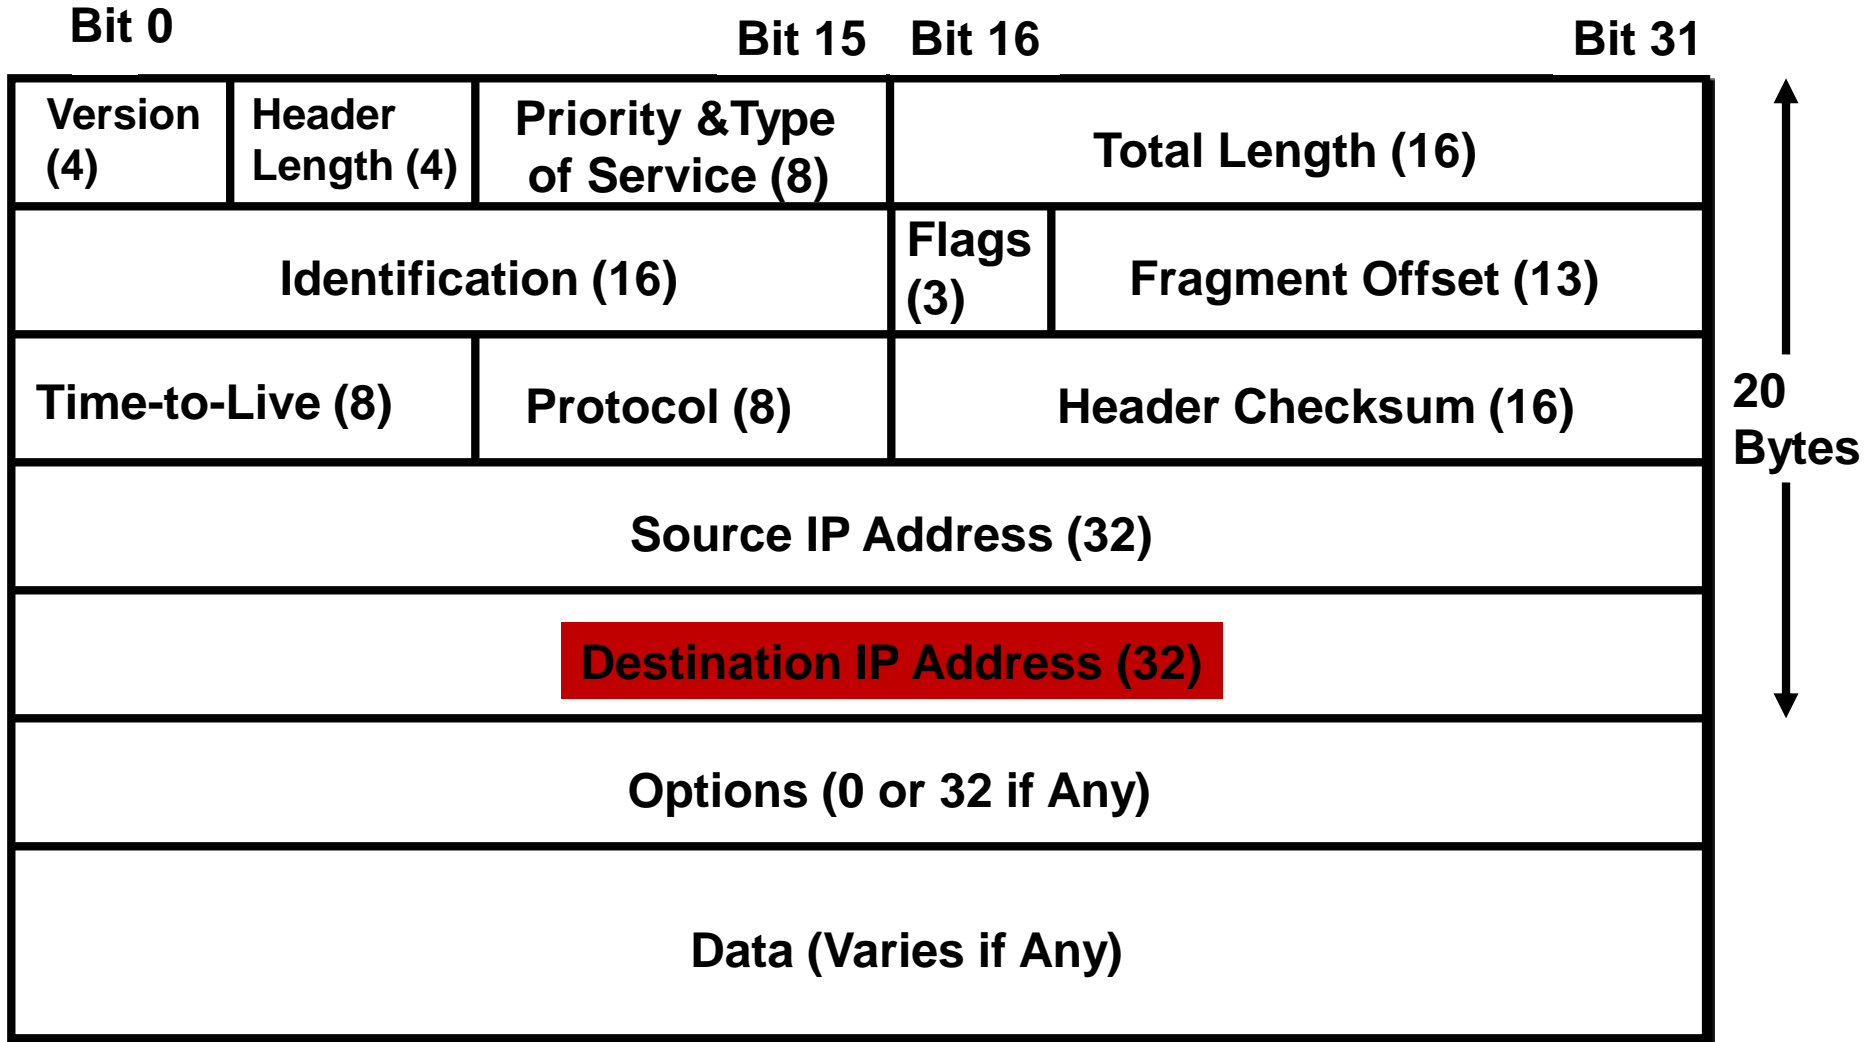 Bit 0
Bit 15
Bit 16
Bit 31
Version
(4)
Header
Length (4)
Priority &Type
of Service (8)
Total Length (16)
Identification (16)
Flags
(3)
Fragment Offset (13)
Time-to-Live (8)
Protocol (8)
Header Checksum (16)
20
Bytes
Source IP Address (32)
Destination IP Address (32)
Options (0 or 32 if Any)
Data (Varies if Any)